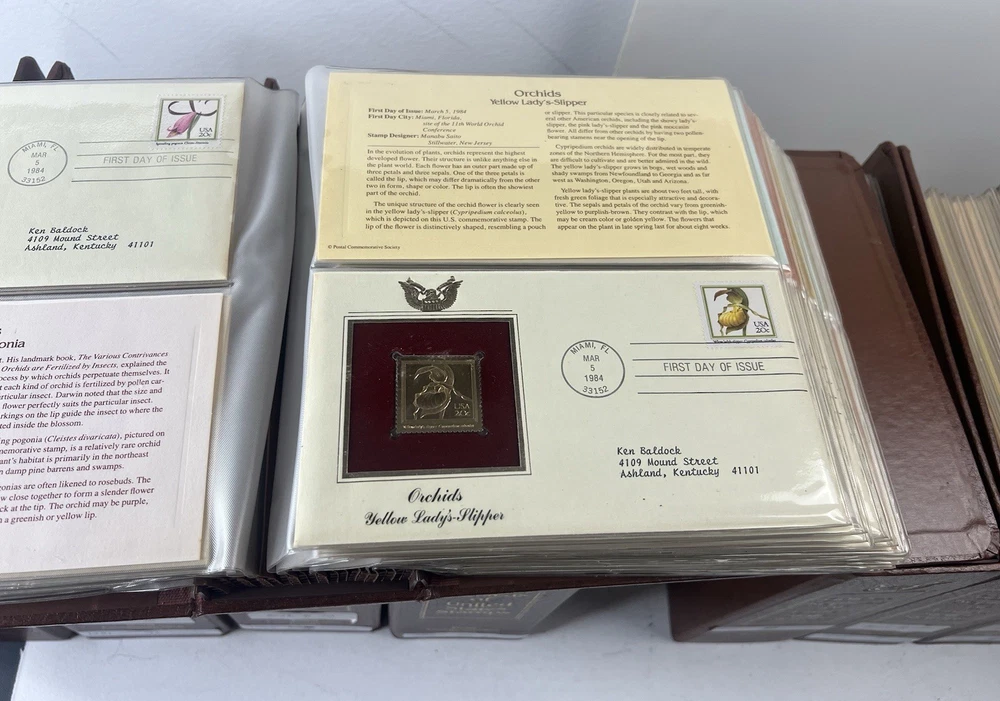 USA
20c
MIAMI, FL
MAR
5
1984
33152
FIRST DAY OF ISSUE
Ken Baldock
4109 Mound Street
Ashland, Kentucky 41101
onia
t. His landmark book, The Various Contrivances
Orchids are Fertilized by Insects, explained the
ocess by which orchids perpetuate themselves. It
t each kind of orchid is fertilized by pollen car-
rticular insect. Darwin noted that the size and
flower perfectly suits the particular insect.
rkings on the lip guide the insect to where the
ted inside the blossom.
ng pogonia (Cleistes divaricata), pictured on
emorative stamp, is a relatively rare orchid
ant's habitat is primarily in the northeast
n damp pine barrens and swamps.
gonias are often likened to rosebuds. The
w close together to form a slender flower
ck at the tip. The orchid may be purple,
n a greenish or yellow lip.
Orchids
Yellow Lady's-Slipper
First Day of Issue: March 5, 1984
First Day City: Miami, Florida,
site of the 11th World Orchid
Conference
Stamp Designer: Manabu Saito
Stillwater, New Jersey
In the evolution of plants, orchids represent the highest
developed flower. Their structure is unlike anything else in
the plant world. Each flower has an outer part made up of
three petals and three sepals. One of the three petals is
called the lip, which may differ dramatically from the other
two in form, shape or color. The lip is often the showiest
part of the orchid.
The unique structure of the orchid flower is clearly seen
in the yellow lady's-slipper (Cypripedium calceolus),
which is depicted on this U.S. commemorative stamp. The
lip of the flower is distinctively shaped, resembling a pouch
or slipper. This particular species is closely related to sev-
eral other American orchids, including the showy lady's-
slipper, the pink lady's-slipper and the pink moccasin
flower. All differ from other orchids by having two pollen-
bearing stamens near the opening of the lip.
Cypripedium orchids are widely distributed in temperate
zones of the Northern Hemisphere. For the most part, they
are difficult to cultivate and are better admired in the wild.
The yellow lady's-slipper grows in bogs, wet woods and
shady swamps from Newfoundland to Georgia and as far
west as Washington, Oregon, Utah and Arizona.
Yellow lady's-slipper plants are about two feet tall, with
fresh green foliage that is especially attractive and decora-
tive. The sepals and petals of the orchid vary from greenish-
yellow to purplish-brown. They contrast with the lip, which
may be cream color or golden yellow. The flowers that
appear on the plant in late spring last for about eight weeks.
© Postal Commemorative Society
USA
20c
MIAMI, FL
MAR
5
1984
33152
FIRST DAY OF ISSUE
USA
20c
Ken Baldock
4109 Mound Street
Ashland, Kentucky 41101
Orchids
Yellow Lady's-Slipper
United States